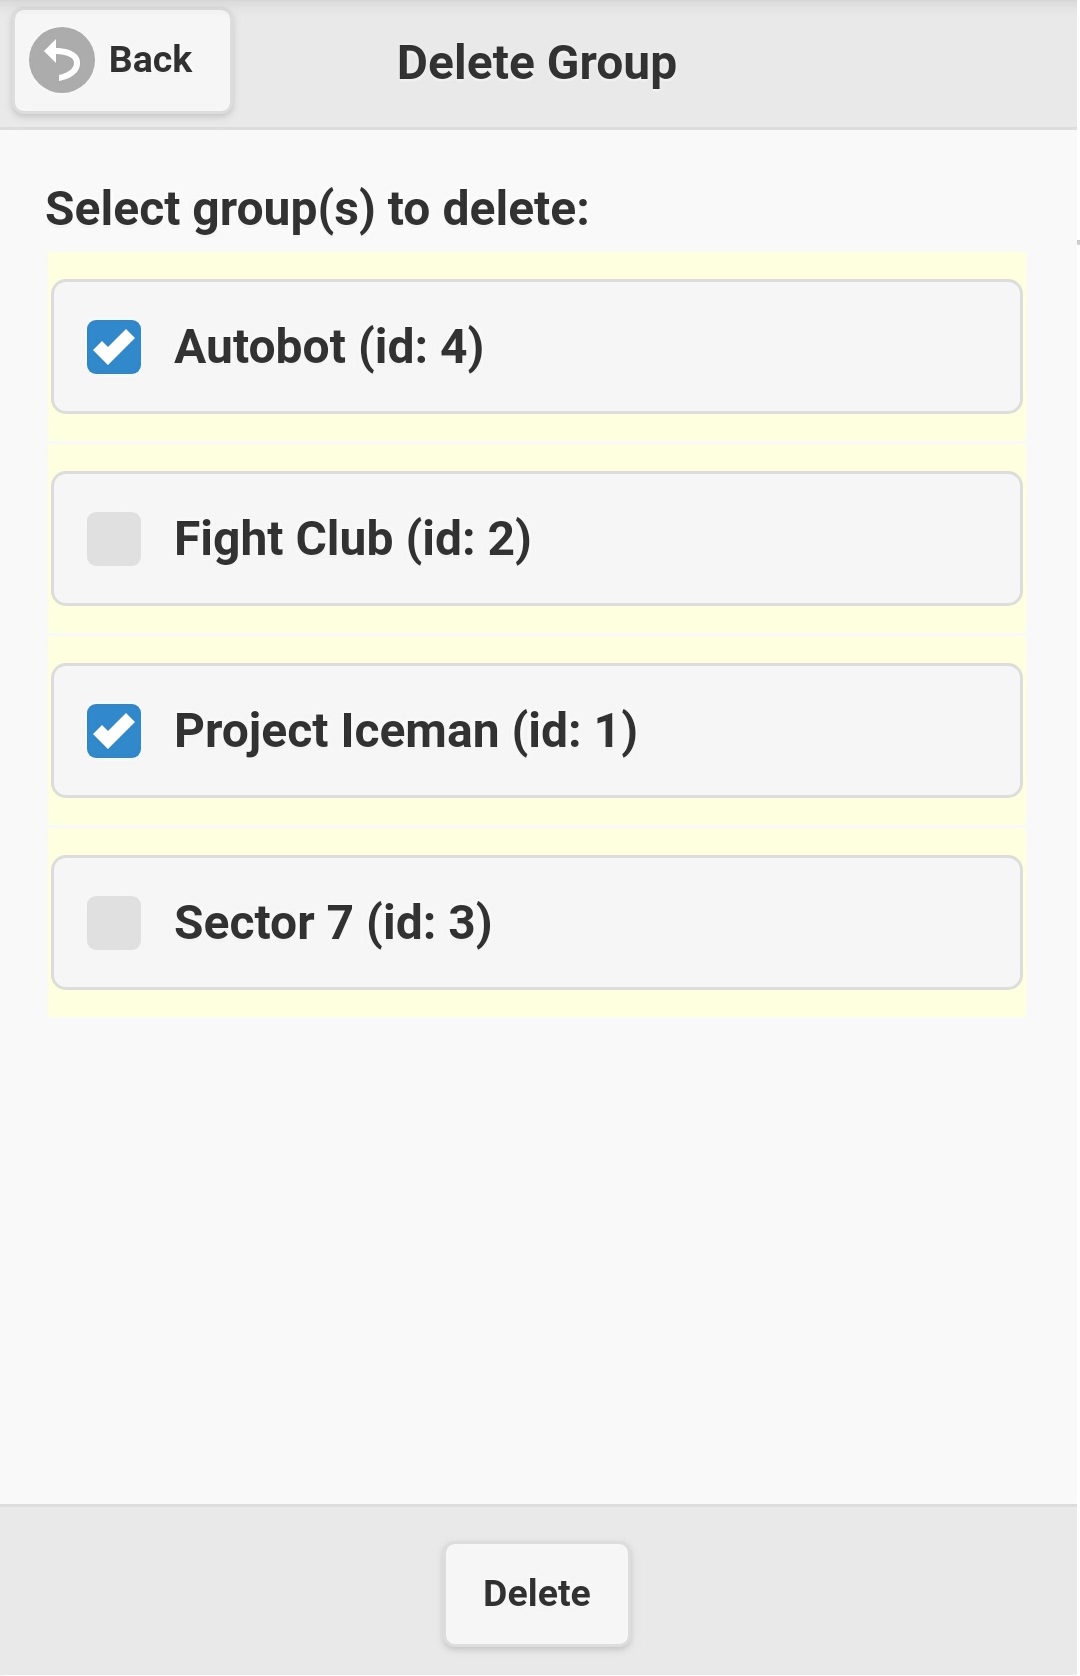 Back
Delete Group
Select group(s) to delete:
Autobot (id: 4)
Fight Club (id: 2)
Project Iceman (id: 1)
Sector 7 (id: 3)
Delete